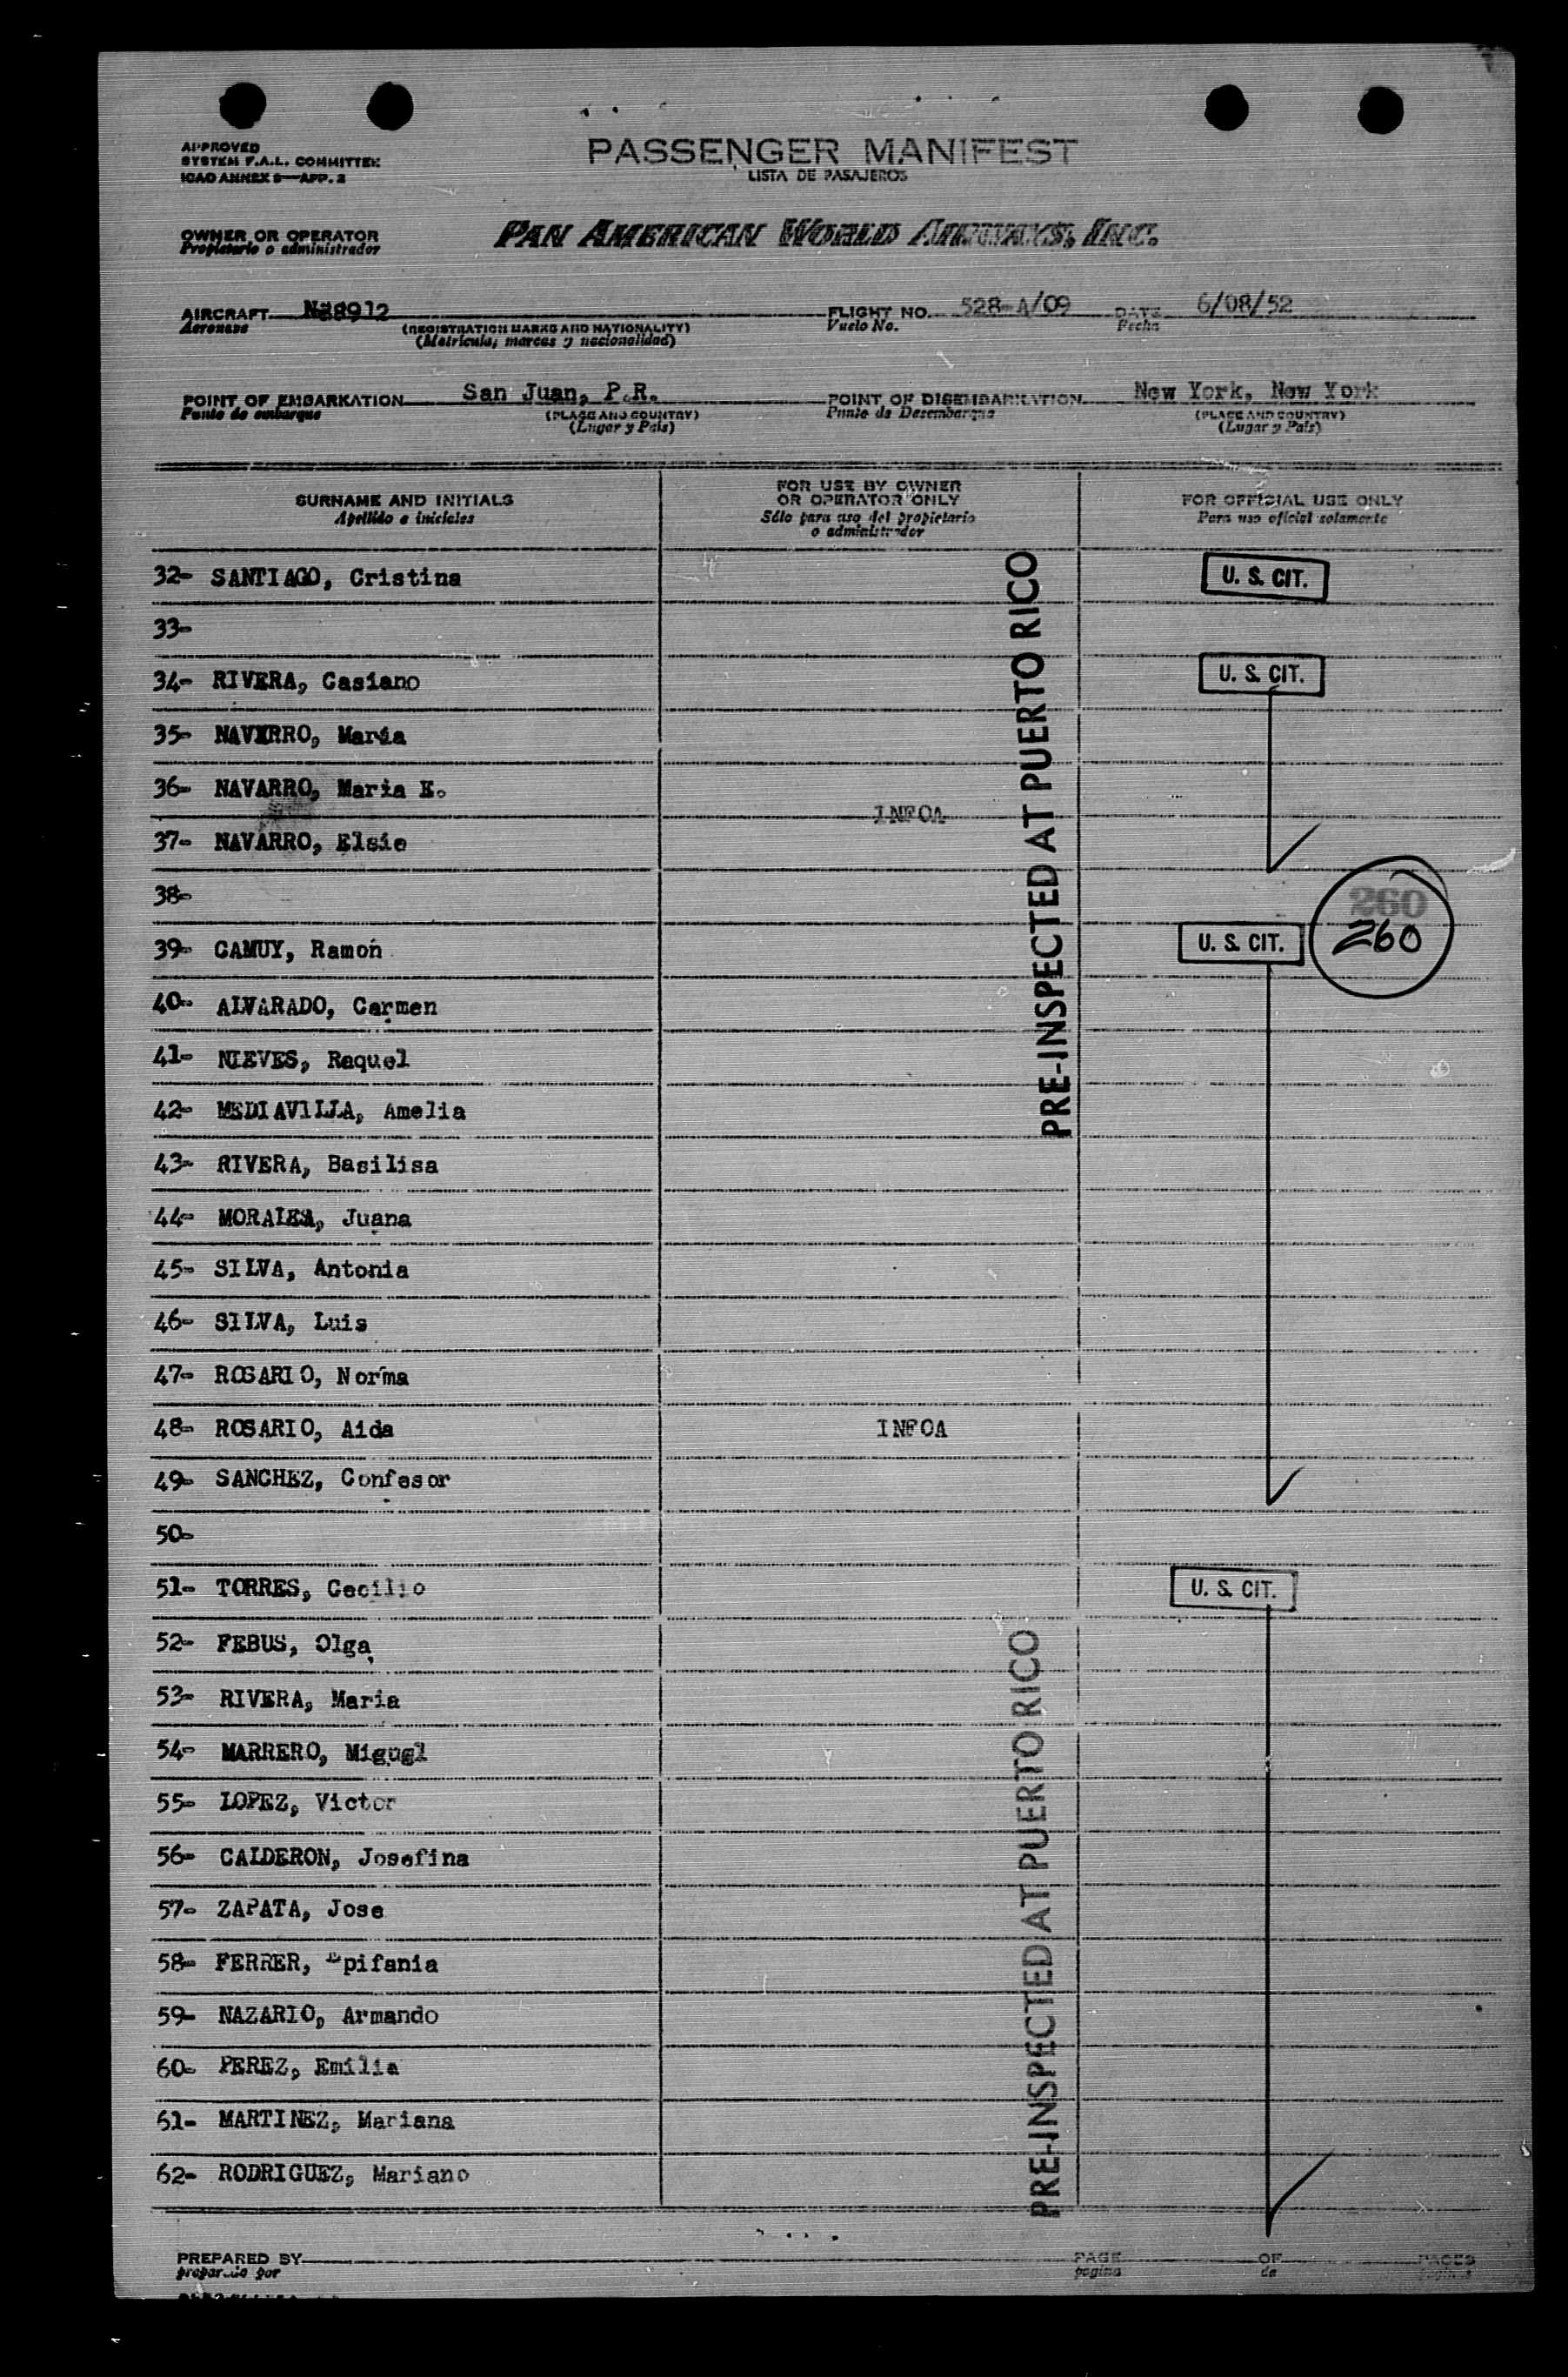 APPROVED
SYSTEM F.A.L. COMMITTEE
ICAO ANNEX 9—APP. 2
PASSENGER MANIFEST
LISTA DE PASAJEROS
OWNER OR OPERATOR
Propietario o administrador
PAN AMERICAN WORLD AIRWAYS, INC.
AIRCRAFT N88912
Aeronave
(REGISTRATION MARKS AND NATIONALITY)
(Matrícula, marcas y nacionalidad)
FLIGHT NO. 528-A/09
Vuelo No.
DATE 6/08/52
Fecha
POINT OF EMBARKATION San Juan, P.R.
Punto de embarque
(PLACE AND COUNTRY)
(Lugar y País)
POINT OF DISEMBARKATION New York, New York
Punto de Desembarque
(PLACE AND COUNTRY)
(Lugar y País)
SURNAME AND INITIALS
Apellido e iniciales
FOR USE BY OWNER
OR OPERATOR ONLY
Sólo para uso del propietario
o administrador
FOR OFFICIAL USE ONLY
Para uso oficial solamente
32- SANTIAGO, Cristina U. S. CIT.
33-
34- RIVERA, Casiano U. S. CIT.
35- NAVARRO, Maria
36- NAVARRO, Maria E.
INFOA
37- NAVARRO, Elsie
38-
260
39- CAMUY, Ramon U. S. CIT. 260
40- ALVARADO, Carmen
41- NIEVES, Raquel
42- MEDIAVILLA, Amelia
43- RIVERA, Basilisa
44- MORALES, Juana
45- SILVA, Antonia
46- SILVA, Luis
47- ROSARIO, Norma
48- ROSARIO, Aida INFOA
49- SANCHEZ, Confesor
50-
51- TORRES, Cecilio U. S. CIT.
52- FEBUS, Olga
53- RIVERA, Maria
54- MARRERO, Miguel
55- LOPEZ, Victor
56- CALDERON, Josefina
57- ZAPATA, Jose
58- FERRER, Epifania
59- NAZARIO, Armando
60- PEREZ, Emilia
61- MARTINEZ, Mariana
62- RODRIGUEZ, Mariano
PRE-INSPECTED AT PUERTO RICO
PRE-INSPECTED AT PUERTO RICO
PREPARED BY
preparado por
PAGE OF PAGES
página de páginas